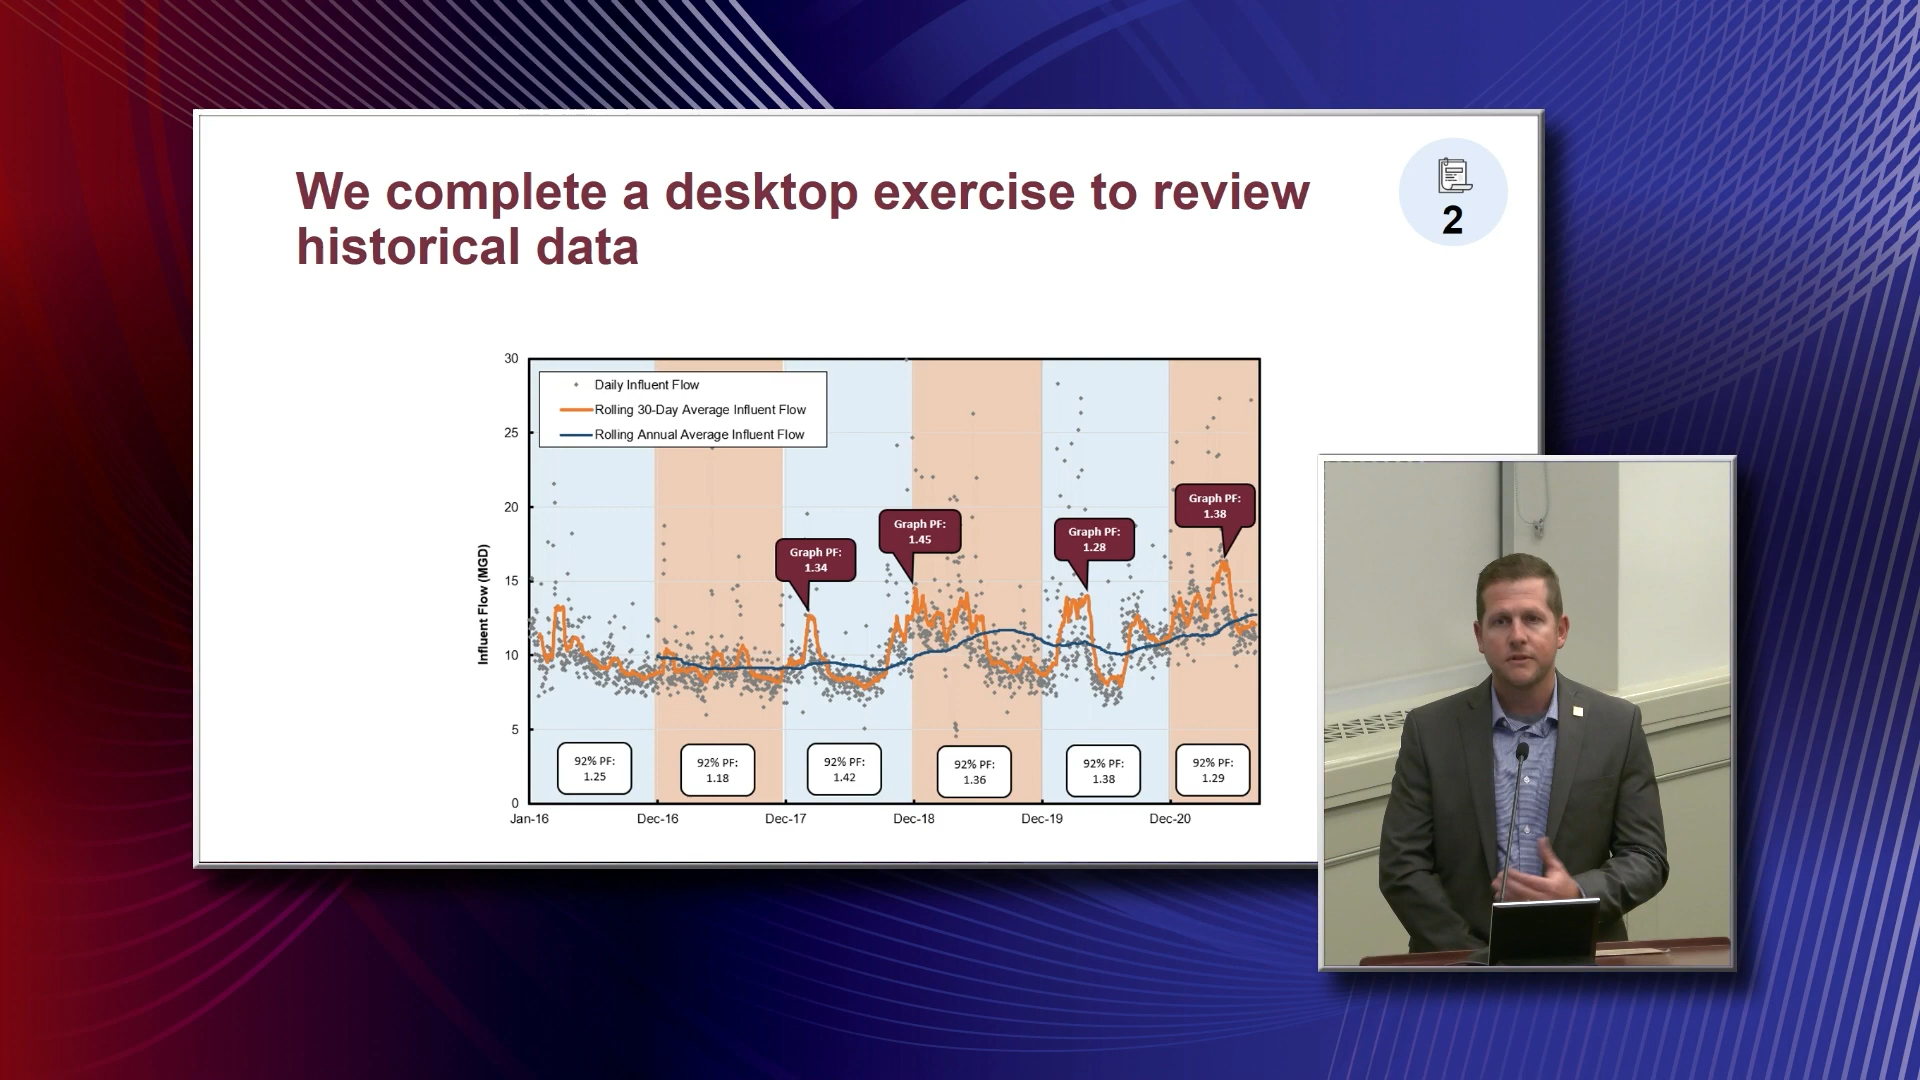 We complete a desktop exercise to review
historical data
2
30
25
20
15
10
5
0
Influent Flow (MGD)
Daily Influent Flow
Rolling 30-Day Average Influent Flow
Rolling Annual Average Influent Flow
Graph PF:
1.34
Graph PF:
1.45
Graph PF:
1.28
Graph PF:
1.38
92% PF:
1.25
92% PF:
1.18
92% PF:
1.42
92% PF:
1.36
92% PF:
1.38
92% PF:
1.29
Jan-16
Dec-16
Dec-17
Dec-18
Dec-19
Dec-20